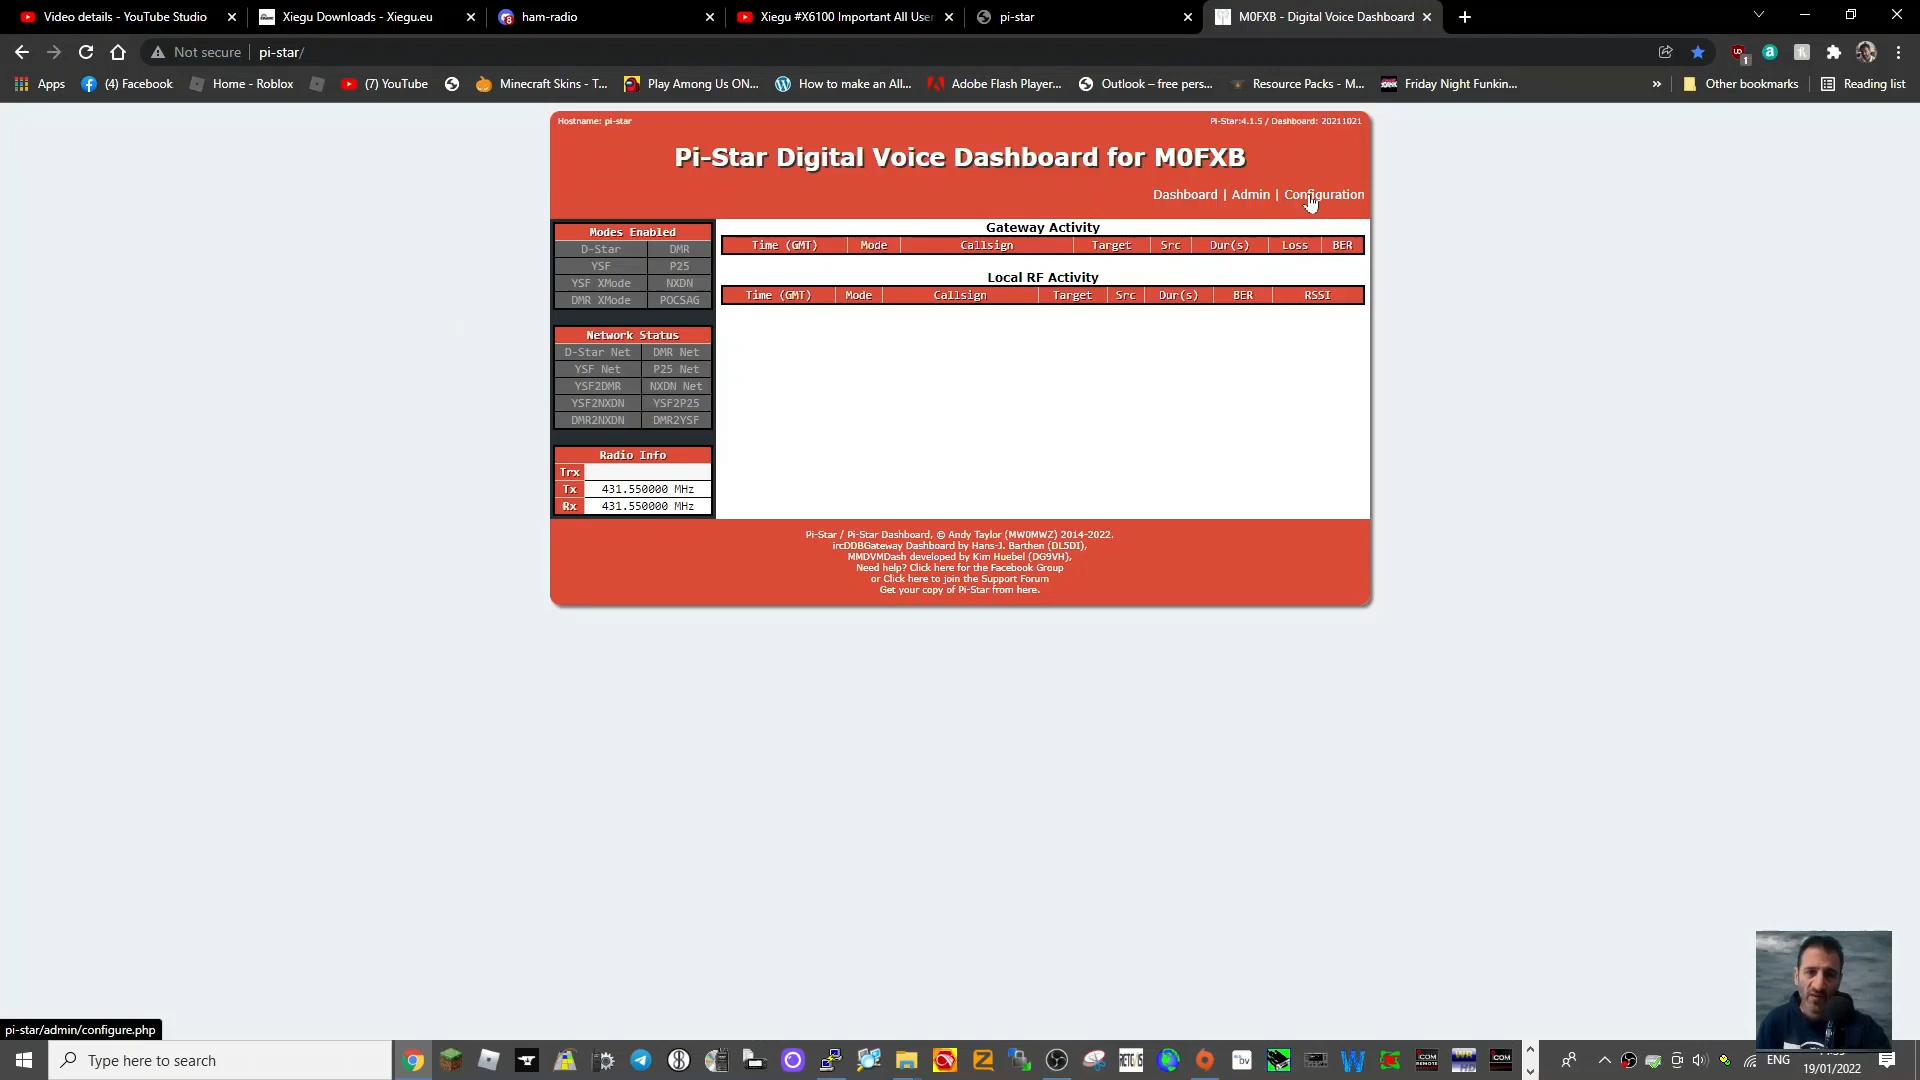 Video details - YouTube Studio
Xiegu Downloads - Xiegu.eu
ham-radio
Xiegu #X6100 Important All User
pi-star
M0FXB - Digital Voice Dashboard
Not secure
pi-star/
Apps
(4) Facebook
Home - Roblox
(7) YouTube
Minecraft Skins - T...
Play Among Us ON...
How to make an All...
Adobe Flash Player...
Outlook – free pers...
Resource Packs - M...
Friday Night Funkin...
»
Other bookmarks
Reading list
Hostname: pi-star
Pi-Star:4.1.5 / Dashboard: 20211021
Pi-Star Digital Voice Dashboard for M0FXB
Dashboard | Admin | Configuration
Modes Enabled
D-Star DMR
YSF P25
YSF XMode NXDN
DMR XMode POCSAG
Network Status
D-Star Net DMR Net
YSF Net P25 Net
YSF2DMR NXDN Net
YSF2NXDN YSF2P25
DMR2NXDN DMR2YSF
Radio Info
Trx
Tx 431.550000 MHz
Rx 431.550000 MHz
Gateway Activity
Time (GMT) Mode Callsign Target Src Dur(s) Loss BER
Local RF Activity
Time (GMT) Mode Callsign Target Src Dur(s) BER RSSI
Pi-Star / Pi-Star Dashboard, © Andy Taylor (MW0MWZ) 2014-2022.
ircDDBGateway Dashboard by Hans-J. Barthen (DL5DI),
MMDVMDash developed by Kim Huebel (DG9VH),
Need help? Click here for the Facebook Group
or Click here to join the Support Forum
Get your copy of Pi-Star from here.
pi-star/admin/configure.php
Type here to search
ENG
19/01/2022